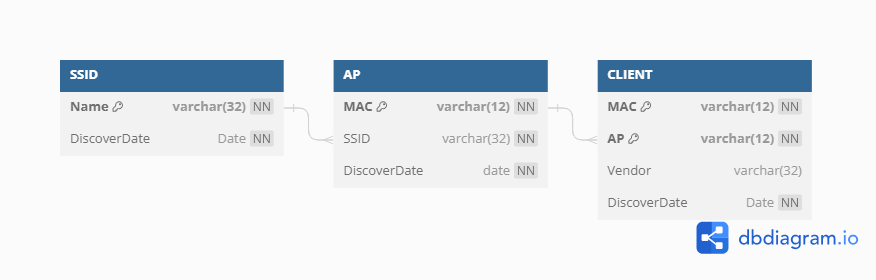 SSID
Name varchar(32) NN
DiscoverDate Date NN
AP
MAC varchar(12) NN
SSID varchar(32) NN
DiscoverDate date NN
CLIENT
MAC varchar(12) NN
AP varchar(12) NN
Vendor varchar(32)
DiscoverDate Date NN
dbdiagram.io